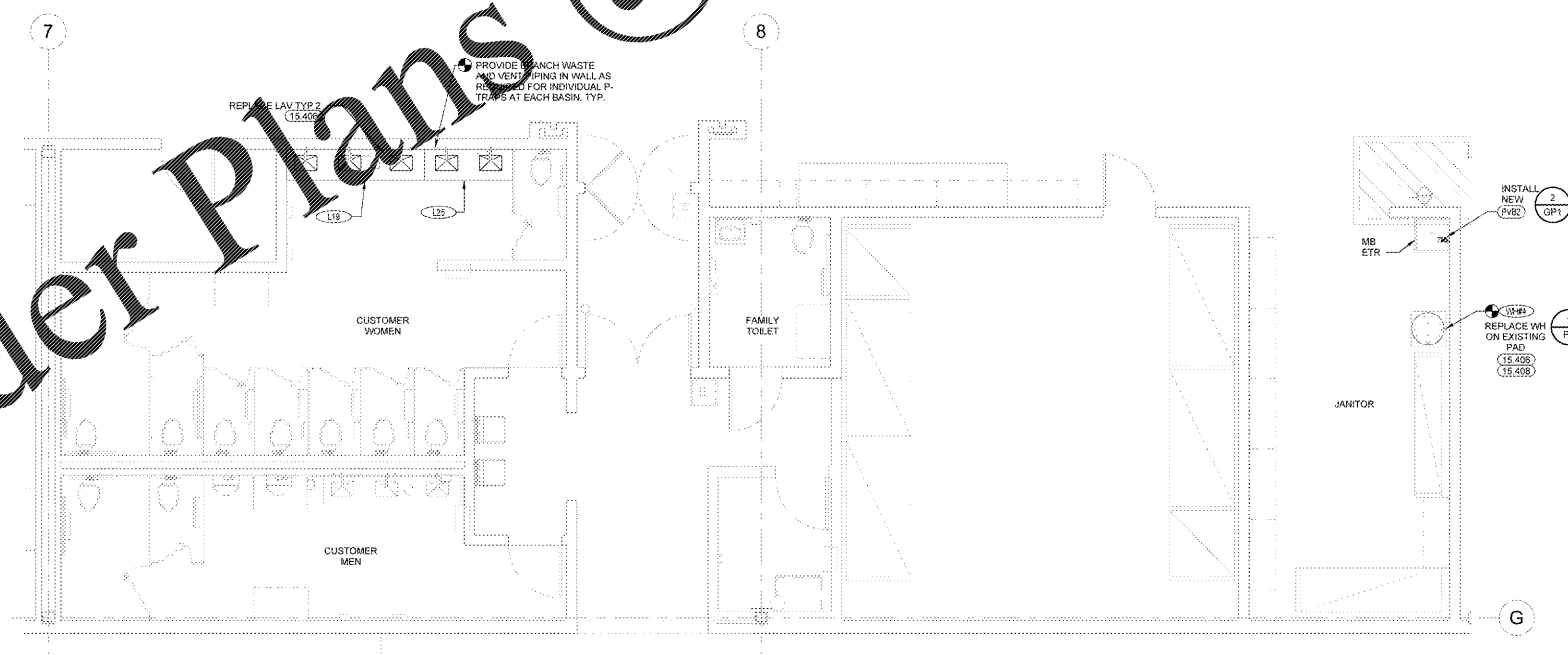 7
8
PROVIDE BRANCH WASTE
AND VENT PIPING IN WALL AS
REQUIRED FOR INDIVIDUAL P-
TRAPS AT EACH BASIN. TYP.
REPLACE LAV TYP 2
15.406
L19
L25
INSTALL
NEW
PVB2
2
GP1
MB
ETR
CUSTOMER
WOMEN
FAMILY
TOILET
WH#4
REPLACE WH
ON EXISTING
PAD
15.406
15.408
P
JANITOR
CUSTOMER
MEN
G
der Plans